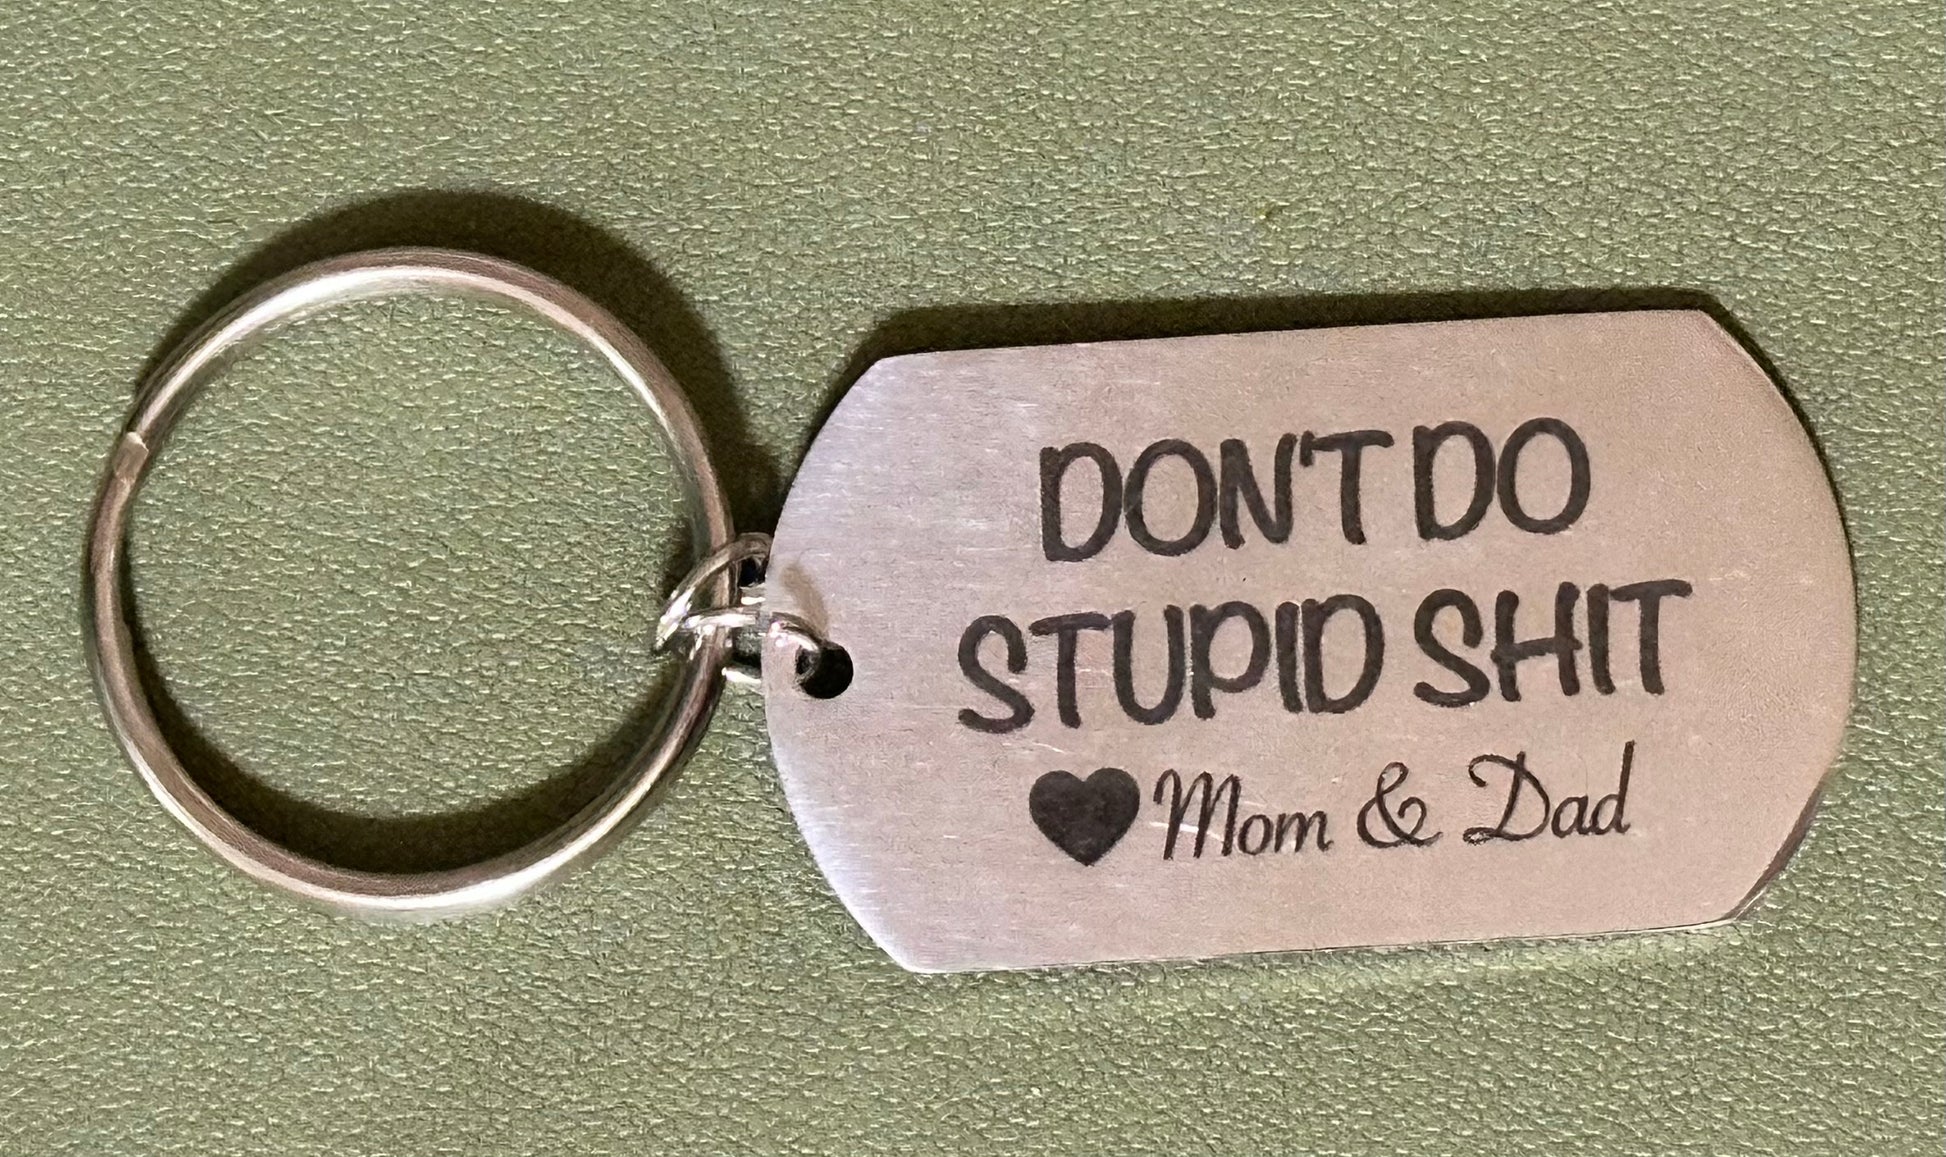 DON'T DO
STUPID SHIT
♥ Mom & Dad